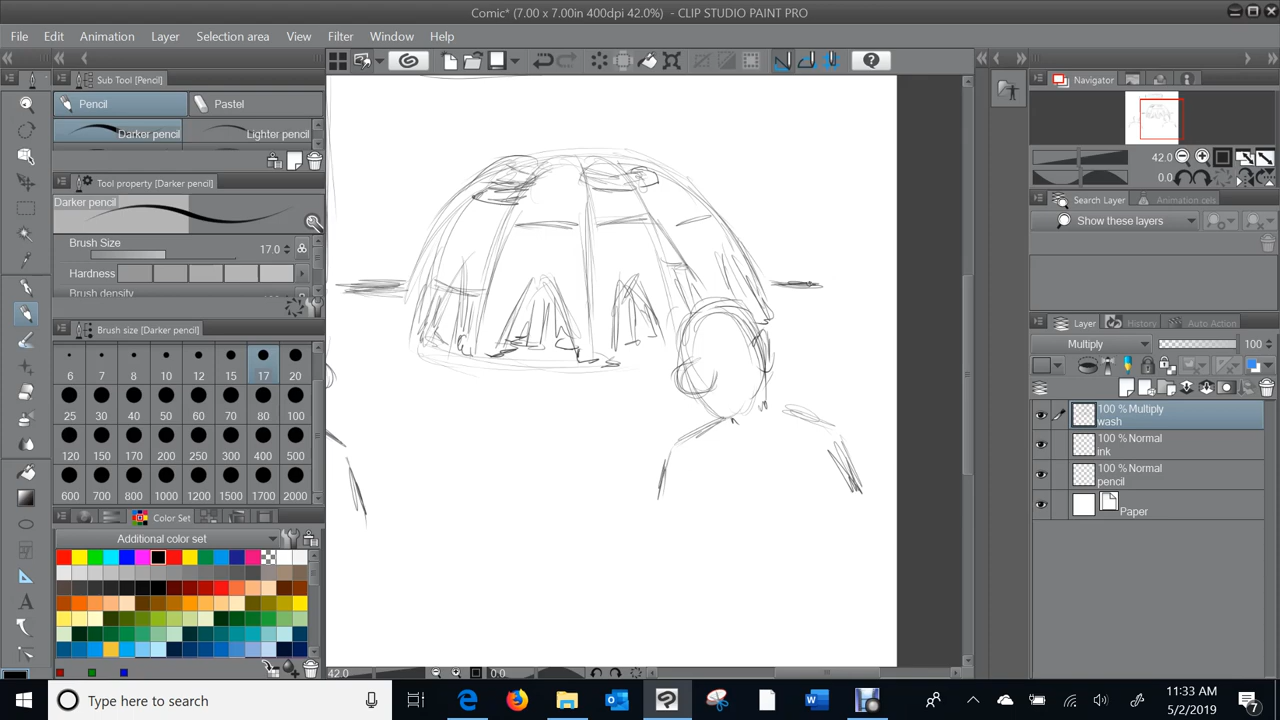 Comic* (7.00 x 7.00in 400dpi 42.0%) - CLIP STUDIO PAINT PRO
File Edit Animation Layer Selection area View Filter Window Help
Sub Tool [Pencil]
Pencil Pastel
Darker pencil Lighter pencil
Tool property [Darker pencil]
Darker pencil
Brush Size 17.0
Hardness
Brush density
Brush size [Darker pencil]
6 7 8 10 12 15 17 20
25 30 40 50 60 70 80 100
120 150 170 200 250 300 400 500
600 700 800 1000 1200 1500 1700 2000
Color Set
Additional color set
42.0 0.0
Navigator
42.0
0.0
Search Layer Animation cels
Show these layers
Layer History Auto Action
Multiply 100
100 % Multiply
wash
100 % Normal
ink
100 % Normal
pencil
Paper
Type here to search
11:33 AM
5/2/2019
7